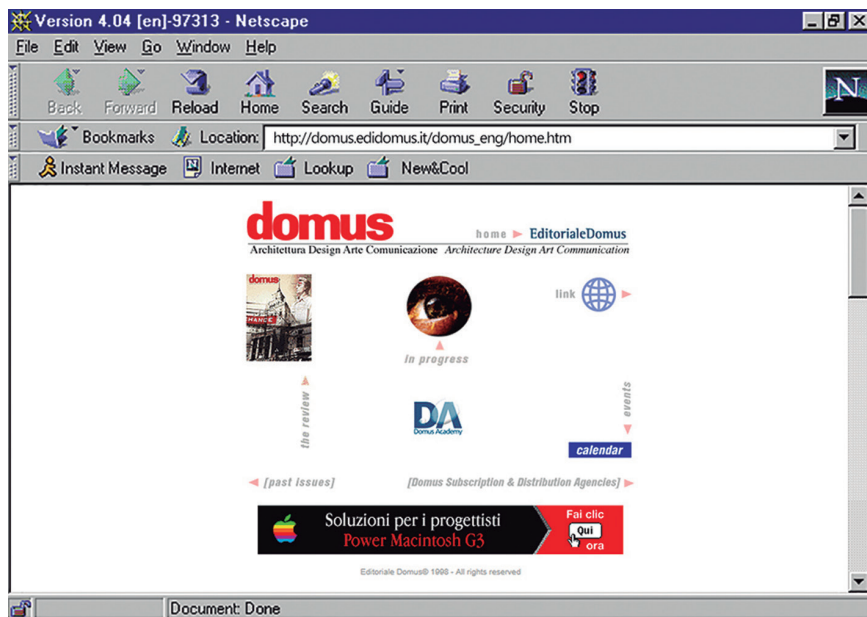 Version 4.04 [en]-97313 - Netscape
File Edit View Go Window Help
Back Forward Reload Home Search Guide Print Security Stop
N
Bookmarks Location: http://domus.edidomus.it/domus_eng/home.htm
Instant Message Internet Lookup New&Cool
domus
home EditorialeDomus
Architettura Design Arte Comunicazione Architecture Design Art Communication
domus
link
in progress
the review
events
DA
Domus Academy
calendar
[past issues] [Domus Subscription & Distribution Agencies]
Soluzioni per i progettisti
Power Macintosh G3
Fai clic
Qui
ora
Editoriale Domus© 1998 - All rights reserved
Document: Done